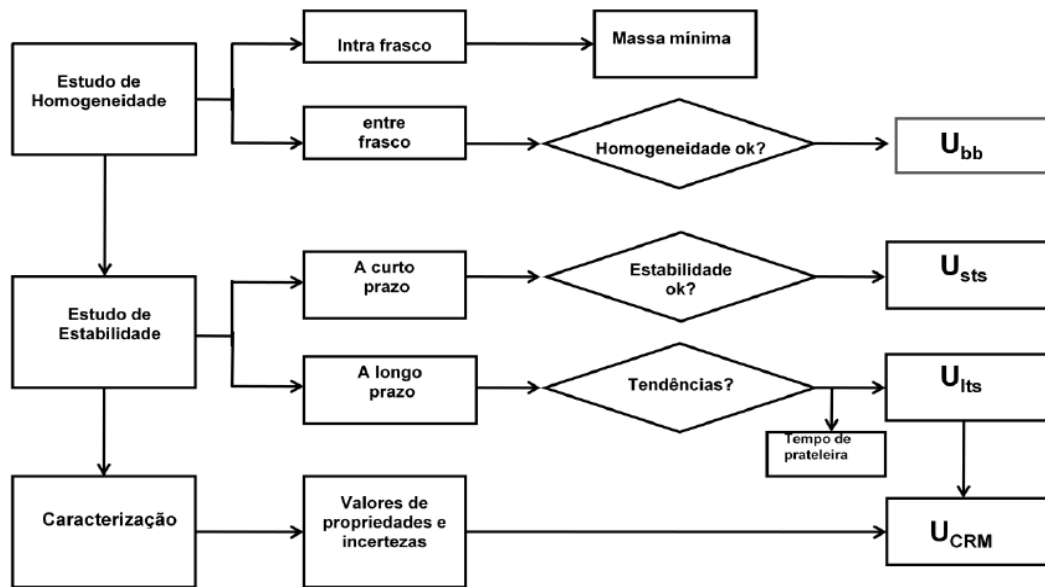 Estudo de
Homogeneidade
Intra frasco
Massa mínima
entre
frasco
Homogeneidade ok?
Ubb
Estudo de
Estabilidade
A curto
prazo
Estabilidade
ok?
Usts
A longo
prazo
Tendências?
Ults
Tempo de
prateleira
Caracterização
Valores de
propriedades e
incertezas
UCRM